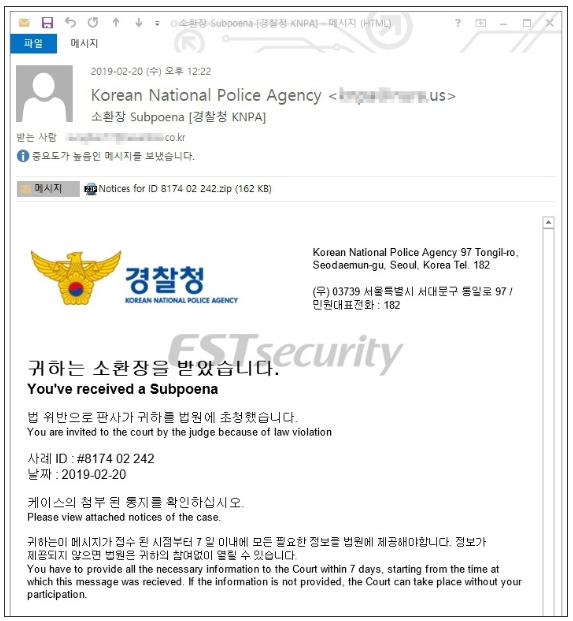 소환장 Subpoena [경찰청 KNPA] - 메시지 (HTML)
파일 메시지
2019-02-20 (수) 오후 12:22
Korean National Police Agency < .us>
소환장 Subpoena [경찰청 KNPA]
받는 사람 .co.kr
중요도가 높음인 메시지를 보냈습니다.
메시지 ZIP Notices for ID 8174 02 242.zip (162 KB)
Korean National Police Agency 97 Tongil-ro,
Seodaemun-gu, Seoul, Korea Tel. 182
경찰청
KOREAN NATIONAL POLICE AGENCY
(우) 03739 서울특별시 서대문구 통일로 97 /
민원대표전화 : 182
ESTsecurity
귀하는 소환장을 받았습니다.
You've received a Subpoena
법 위반으로 판사가 귀하를 법원에 초청했습니다.
You are invited to the court by the judge because of law violation
사례 ID : #8174 02 242
날짜 : 2019-02-20
케이스의 첨부 된 통지를 확인하십시오.
Please view attached notices of the case.
귀하는이 메시지가 접수 된 시점부터 7 일 이내에 모든 필요한 정보를 법원에 제공해야합니다. 정보가
제공되지 않으면 법원은 귀하의 참여없이 열릴 수 있습니다.
You have to provide all the necessary information to the Court within 7 days, starting from the time at
which this message was recieved. If the information is not provided, the Court can take place without your
participation.